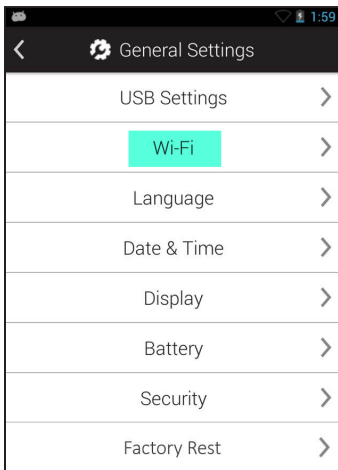 1:59
General Settings
USB Settings
Wi-Fi
Language
Date & Time
Display
Battery
Security
Factory Rest